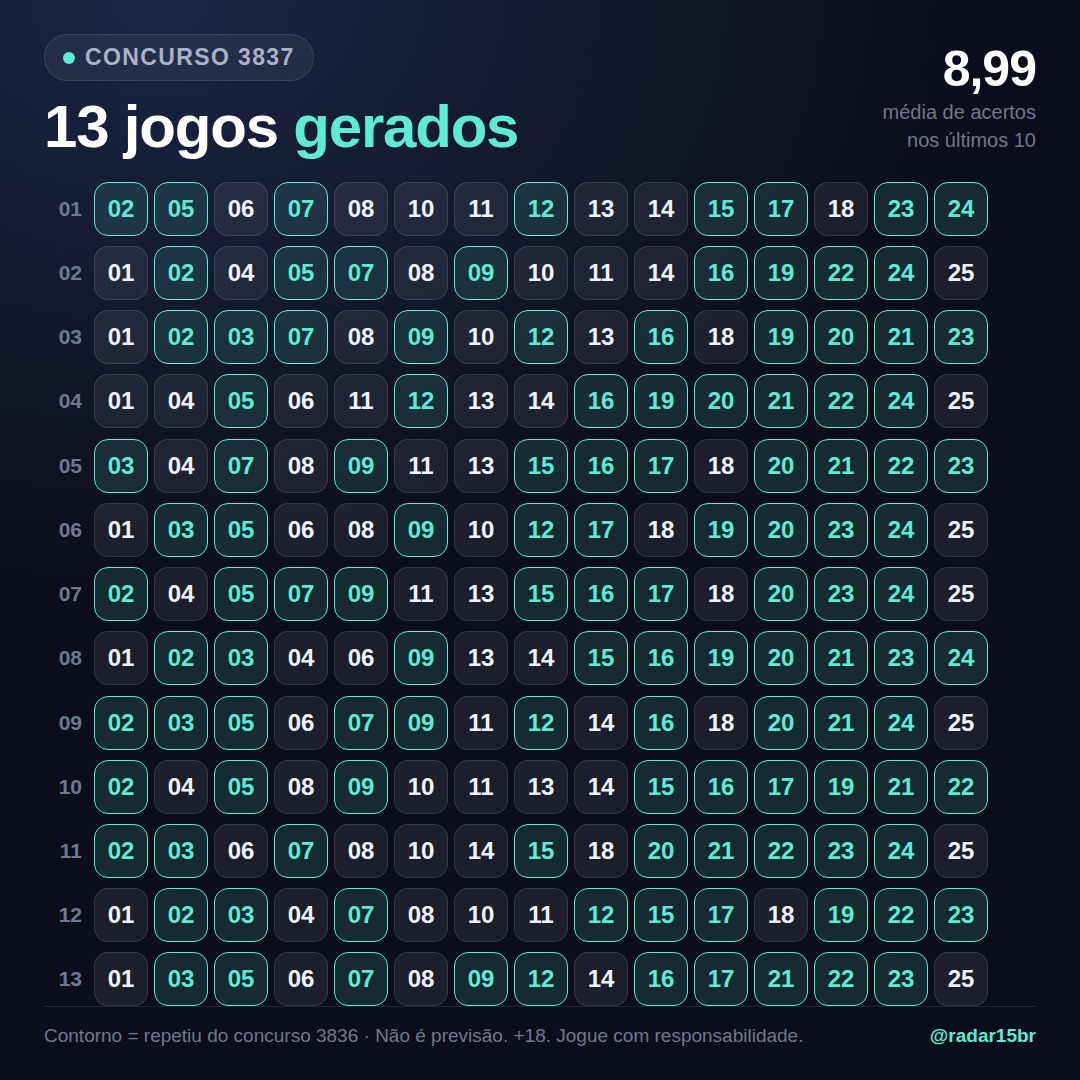 CONCURSO 3837
13 jogos gerados
8,99
média de acertos
nos últimos 10
01 02 05 06 07 08 10 11 12 13 14 15 17 18 23 24
02 01 02 04 05 07 08 09 10 11 14 16 19 22 24 25
03 01 02 03 07 08 09 10 12 13 16 18 19 20 21 23
04 01 04 05 06 11 12 13 14 16 19 20 21 22 24 25
05 03 04 07 08 09 11 13 15 16 17 18 20 21 22 23
06 01 03 05 06 08 09 10 12 17 18 19 20 23 24 25
07 02 04 05 07 09 11 13 15 16 17 18 20 23 24 25
08 01 02 03 04 06 09 13 14 15 16 19 20 21 23 24
09 02 03 05 06 07 09 11 12 14 16 18 20 21 24 25
10 02 04 05 08 09 10 11 13 14 15 16 17 19 21 22
11 02 03 06 07 08 10 14 15 18 20 21 22 23 24 25
12 01 02 03 04 07 08 10 11 12 15 17 18 19 22 23
13 01 03 05 06 07 08 09 12 14 16 17 21 22 23 25
Contorno = repetiu do concurso 3836 · Não é previsão. +18. Jogue com responsabilidade.
@radar15br